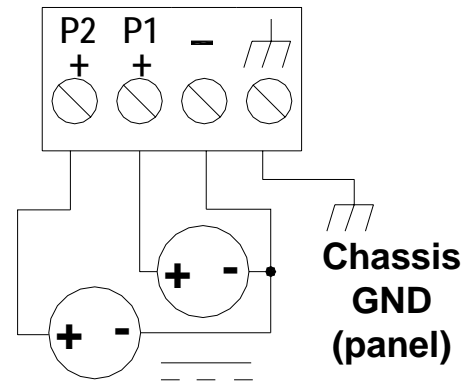 P2 P1 –
+ +
+ -
+ -
Chassis
GND
(panel)